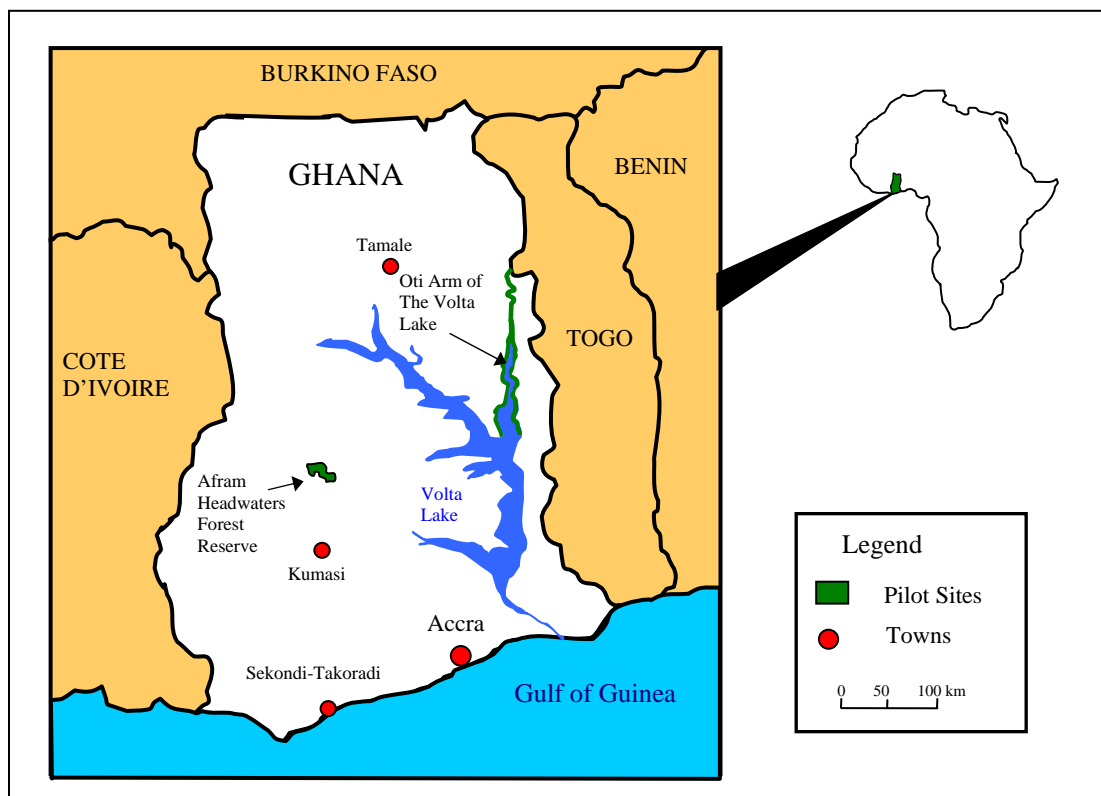 BURKINO FASO
GHANA
BENIN
Tamale
Oti Arm of
The Volta
Lake
TOGO
COTE
D’IVOIRE
Afram
Headwaters
Forest
Reserve
Volta
Lake
Kumasi
Accra
Sekondi-Takoradi
Gulf of Guinea
Legend
Pilot Sites
Towns
0 50 100 km